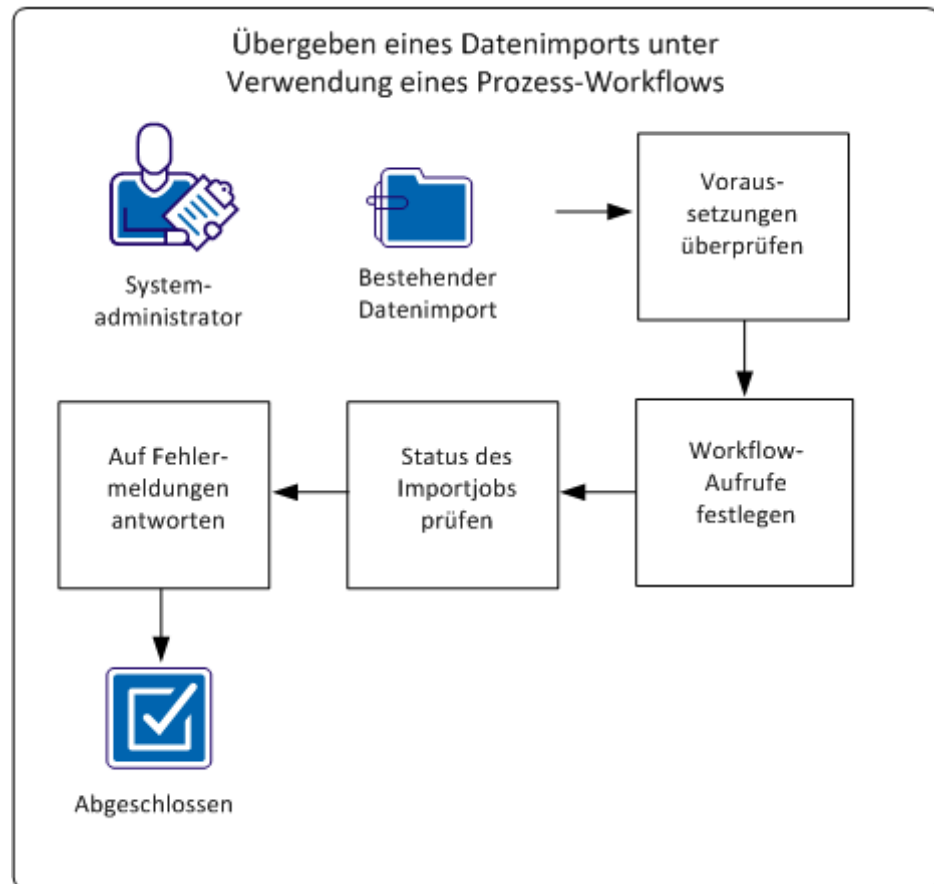 Übergeben eines Datenimports unter
Verwendung eines Prozess-Workflows
System-
administrator
Bestehender
Datenimport
Voraus-
setzungen
überprüfen
Workflow-
Aufrufe
festlegen
Status des
Importjobs
prüfen
Auf Fehler-
meldungen
antworten
Abgeschlossen